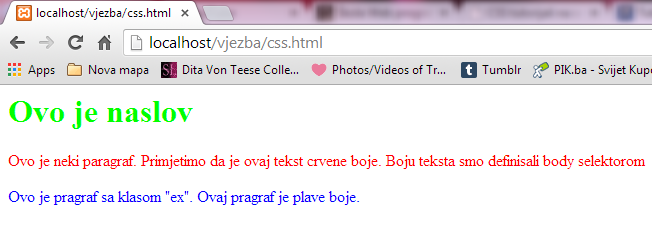 localhost/vjezba/css.html
localhost/vjezba/css.html
Apps Nova mapa Dita Von Teese Colle... Photos/Videos of Tr... Tumblr PIK.ba - Svijet Kupo
Ovo je naslov
Ovo je neki paragraf. Primjetimo da je ovaj tekst crvene boje. Boju teksta smo definisali body selektorom
Ovo je pragraf sa klasom "ex". Ovaj pragraf je plave boje.